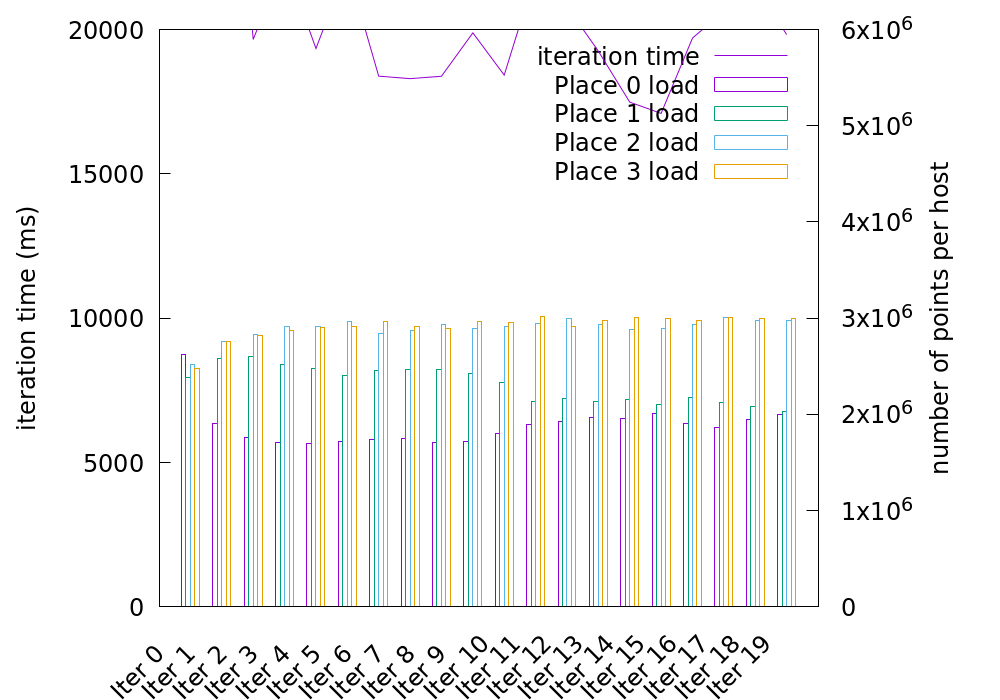 20000
15000
10000
5000
0
iteration time (ms)
iteration time
Place 0 load
Place 1 load
Place 2 load
Place 3 load
6x10⁶
5x10⁶
4x10⁶
3x10⁶
2x10⁶
1x10⁶
0
number of points per host
Iter 0
Iter 1
Iter 2
Iter 3
Iter 4
Iter 5
Iter 6
Iter 7
Iter 8
Iter 9
Iter 10
Iter 11
Iter 12
Iter 13
Iter 14
Iter 15
Iter 16
Iter 17
Iter 18
Iter 19